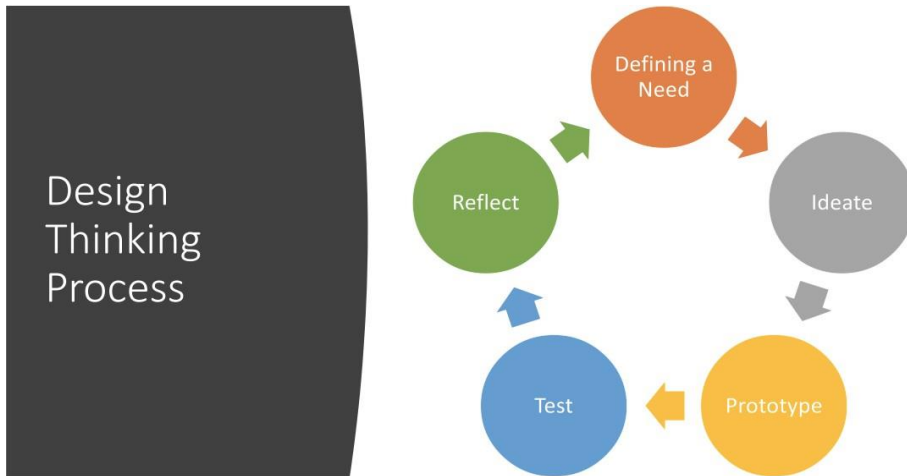 Design
Thinking
Process
Defining a
Need
Ideate
Prototype
Test
Reflect